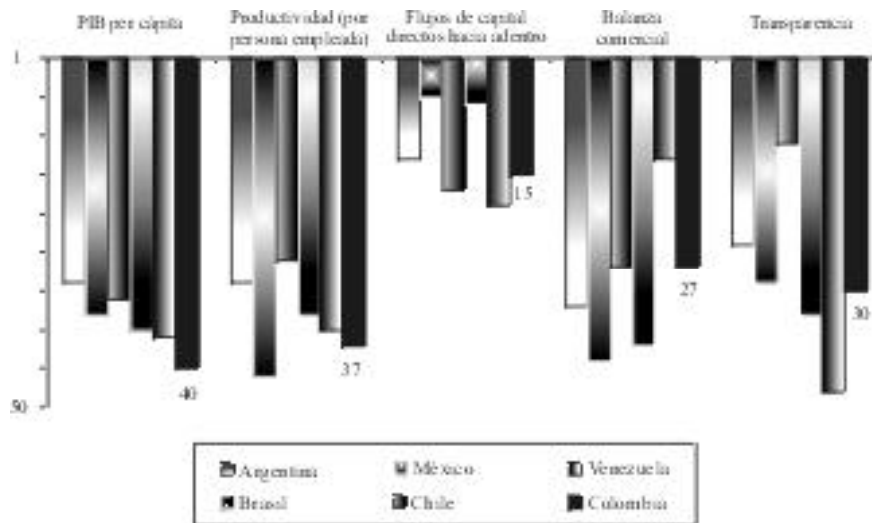 PIB per cápita
Productividad (por
persona empleada)
Flujos de capital
directos hacia adentro
Balanza
comercial
Transparencia
1
15
27
30
37
40
50
Argentina
México
Venezuela
Brasil
Chile
Colombia